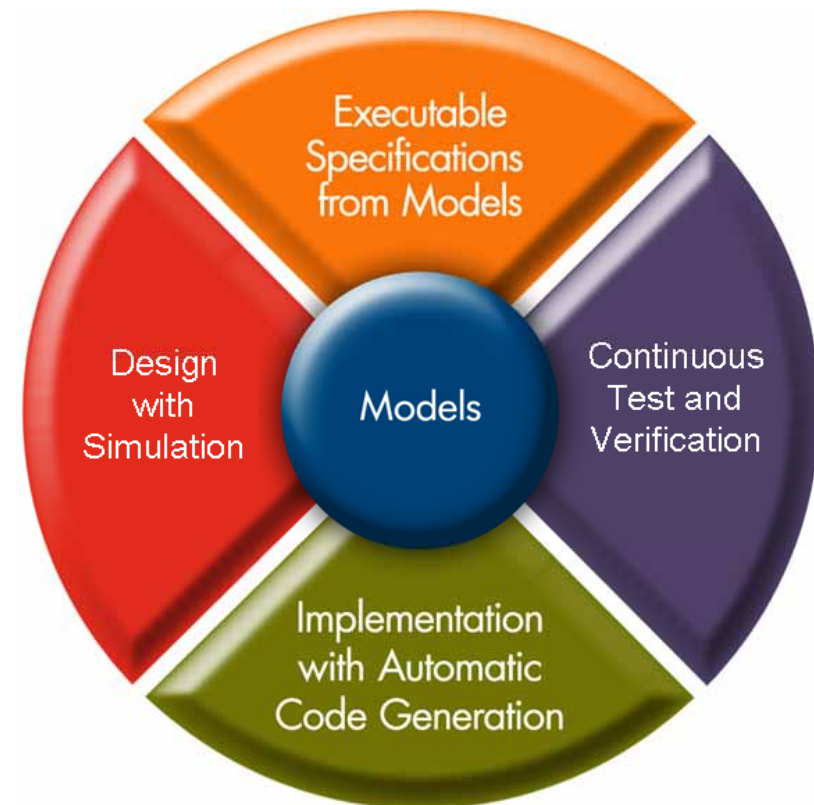 Executable
Specifications
from Models
Design
with
Simulation
Models
Continuous
Test and
Verification
Implementation
with Automatic
Code Generation